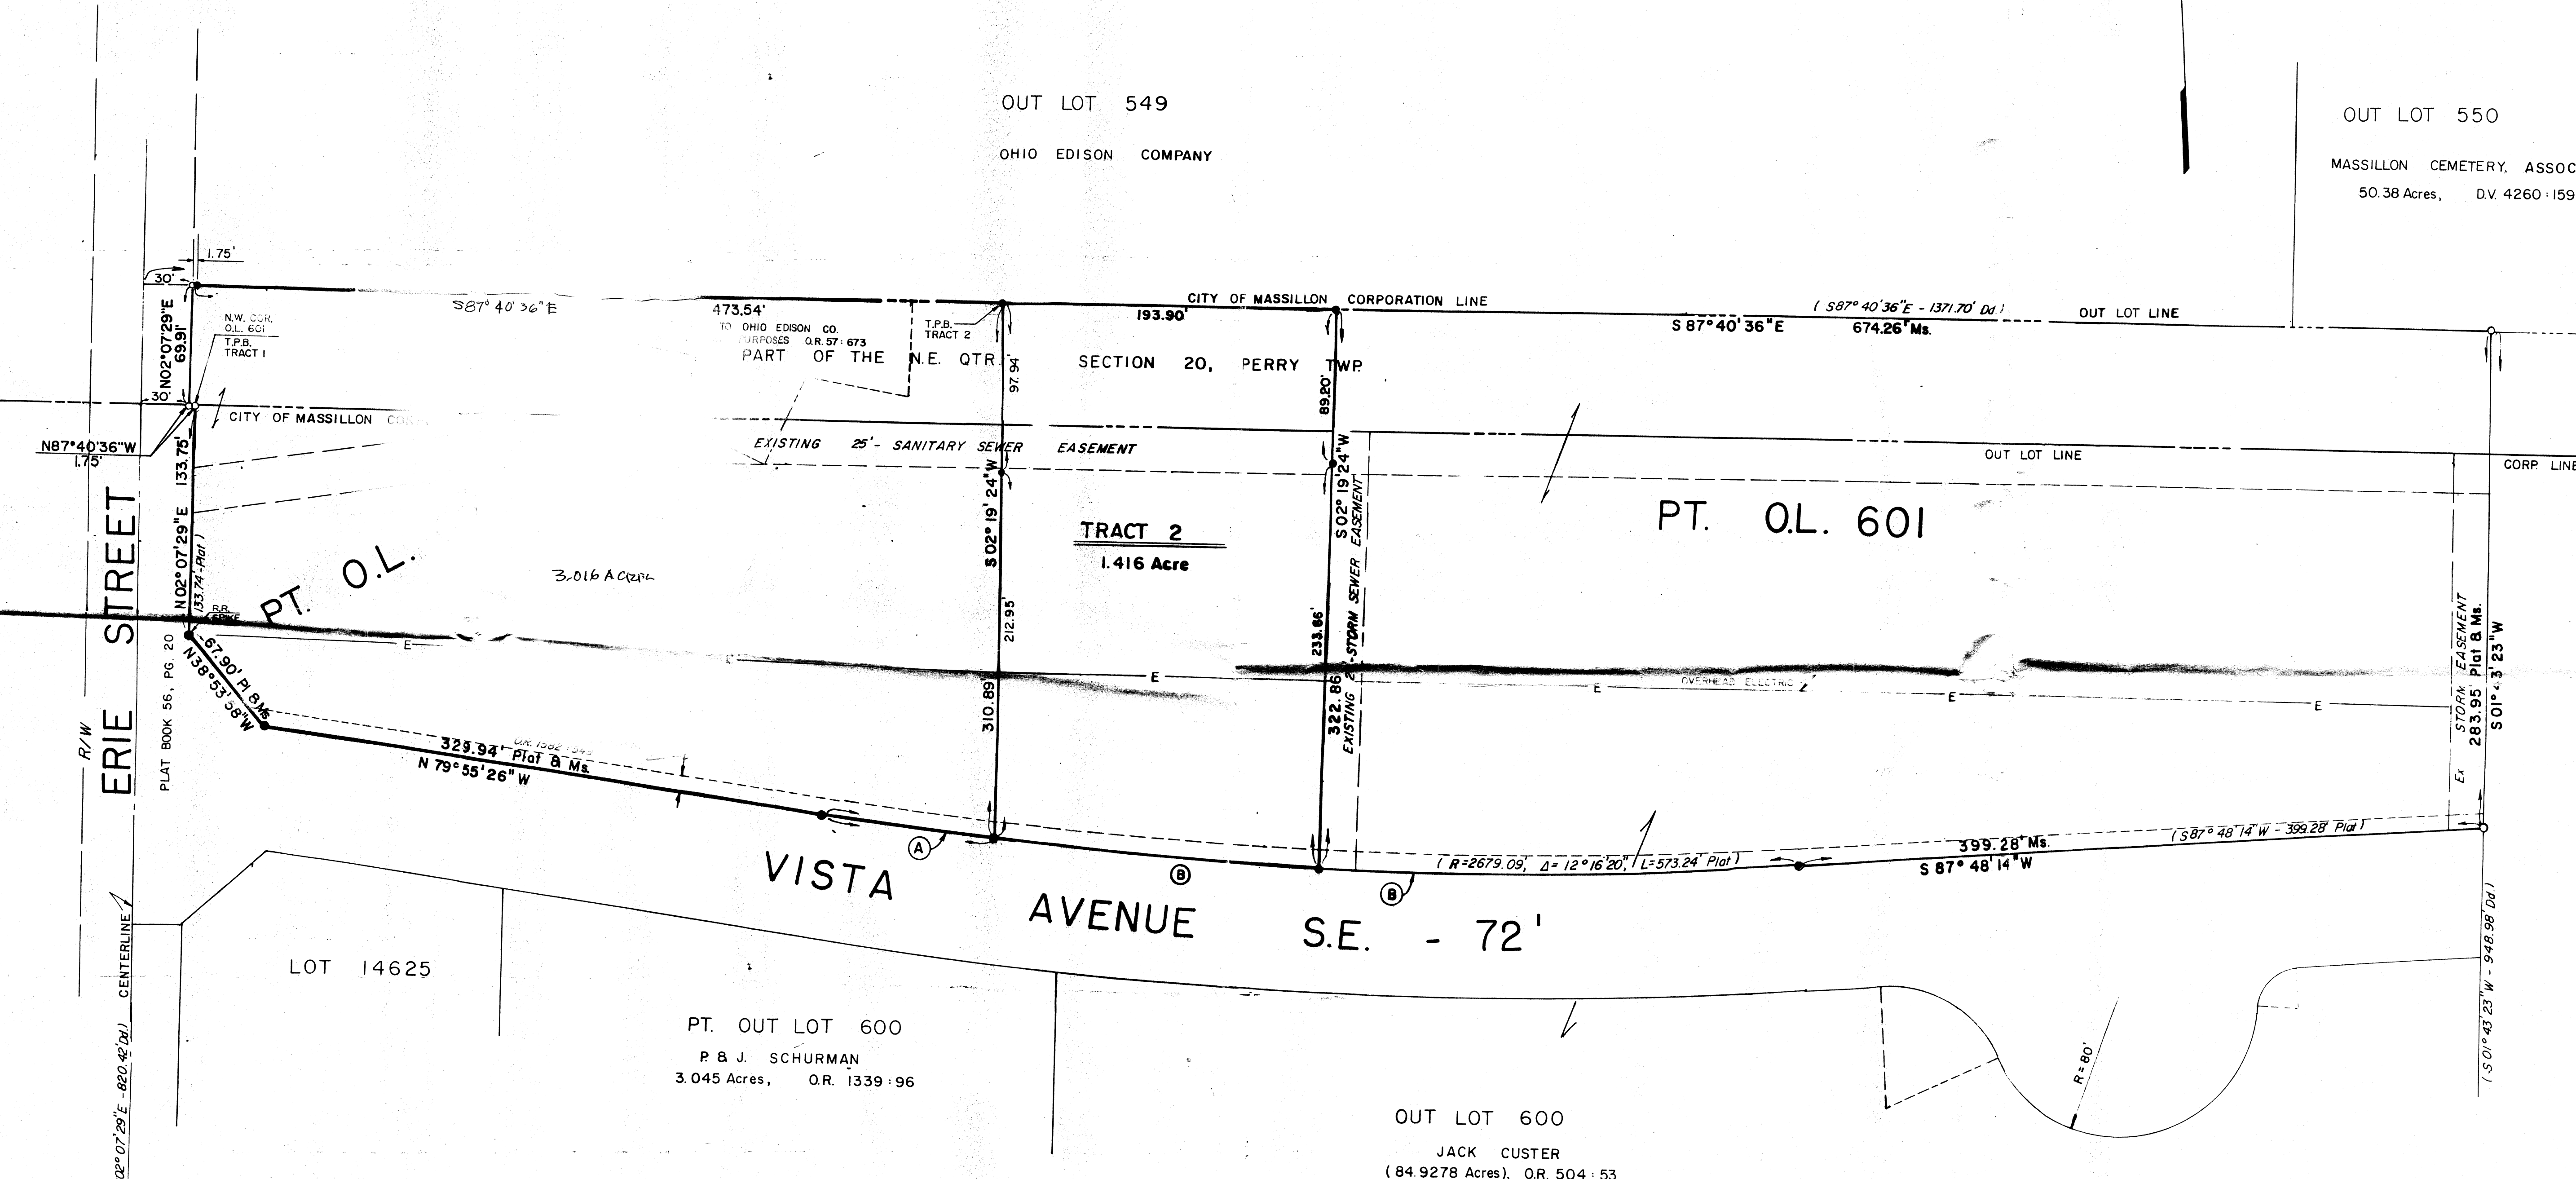 OUT LOT 549
OHIO EDISON COMPANY
OUT LOT 550
MASSILLON CEMETERY, ASSOC
50.38 Acres, D.V. 4260:159
1.75'
30'
N02°07'29"E
69.91'
N.W. COR.
O.L. 601
T.P.B.
TRACT 1
30'
S87°40'36"E
473.54'
TO OHIO EDISON CO.
PURPOSES O.R. 57:673
T.P.B.
TRACT 2
CITY OF MASSILLON CORPORATION LINE
193.90'
(S87°40'36"E - 1371.70' Dd.)
S 87°40'36"E 674.26' Ms.
OUT LOT LINE
PART OF THE N.E. QTR. SECTION 20, PERRY TWP.
97.94'
89.20'
CITY OF MASSILLON
N87°40'36"W
1.75'
EXISTING 25'- SANITARY SEWER EASEMENT
OUT LOT LINE
CORP. LINE
N02°07'29"E 133.75'
133.74'-Plat)
S02°19'24"W
S02°19'24"W
TRACT 2
1.416 Acre
PT. O.L. 601
PT. O.L.
3.016 ACRE
212.95'
310.89'
233.66'
322.86'
-STORM SEWER EASEMENT
EXISTING
R.R.
SPIKE
E
E
E
E
OVERHEAD ELECTRIC
E
E
Ex STORM EASEMENT
283.95' Plat & Ms.
ERIE STREET
R/W
PLAT BOOK 56, PG. 20
67.90' Pl & Ms
N38°53'58"W
329.94' Plat & Ms.
N 79°55'26"W
A
B
(R=2679.09', Δ=12°16'20", L=573.24' Plat)
B
399.28' Ms.
S 87°48'14"W
(S87°48'14"W - 399.28' Plat)
VISTA AVENUE S.E. - 72'
(S 01°43'23"W - 948.98' Dd.)
CENTERLINE
02°07'29"E - 820.42' Dd.)
LOT 14625
PT. OUT LOT 600
P. & J. SCHURMAN
3.045 Acres, O.R. 1339:96
R=80'
OUT LOT 600
JACK CUSTER
(84.9278 Acres), O.R. 504:53